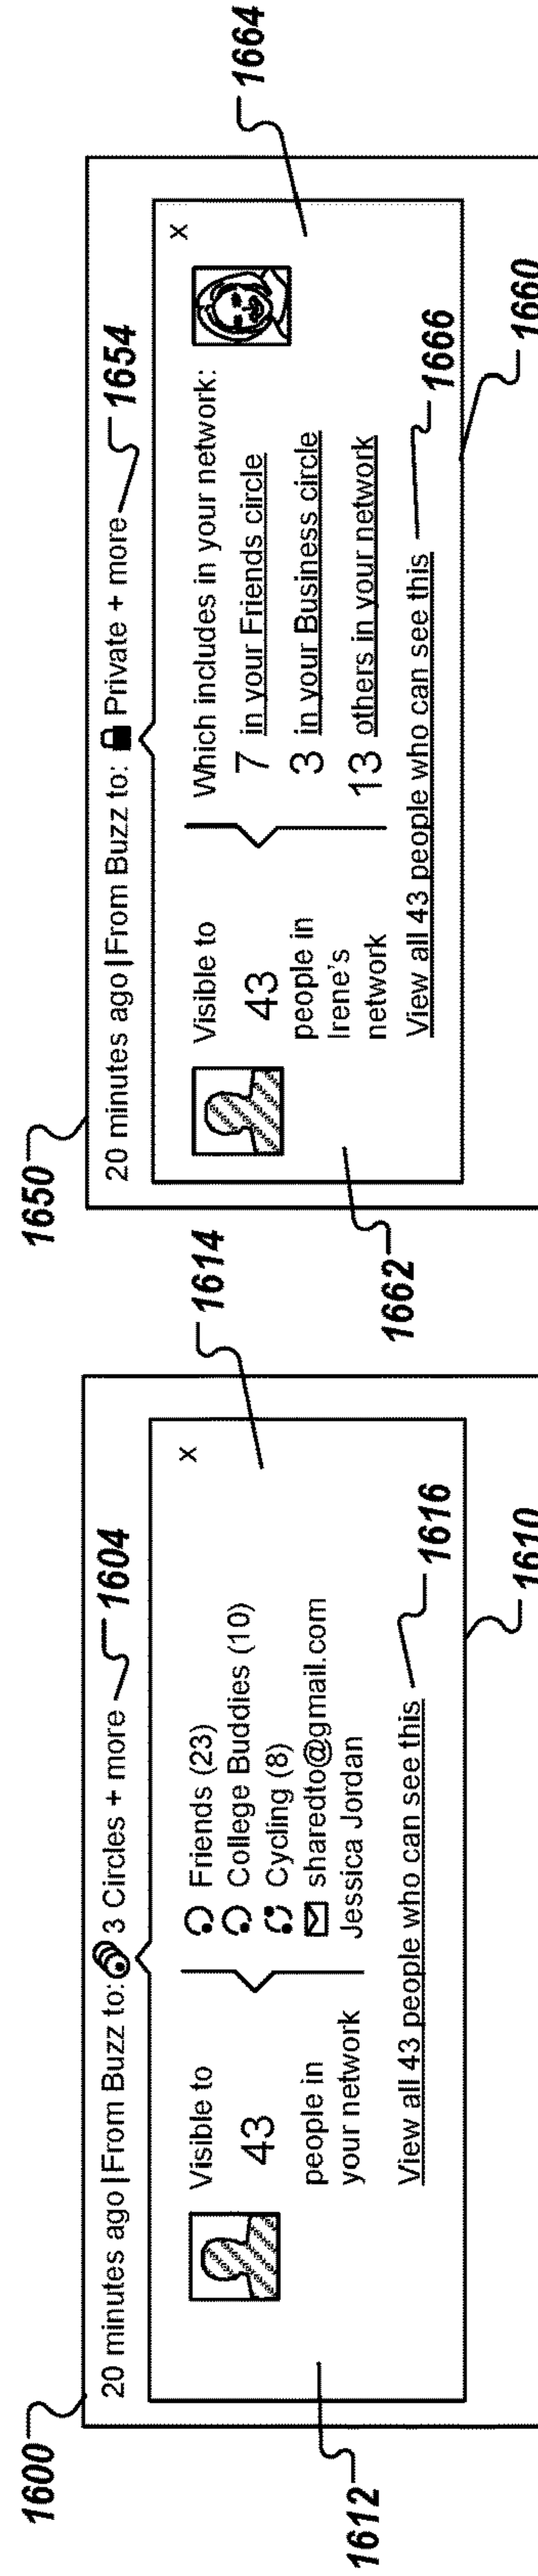 1600
20 minutes ago | From Buzz to: 3 Circles + more
1604
x
Visible to
43
people in
your network
Friends (23)
College Buddies (10)
Cycling (8)
sharedto@gmail.com
Jessica Jordan
View all 43 people who can see this
1612
1614
1616
1610
1650
20 minutes ago | From Buzz to: Private + more
1654
x
Visible to
43
people in
Irene's
network
Which includes in your network:
7 in your Friends circle
3 in your Business circle
13 others in your network
View all 43 people who can see this
1662
1664
1666
1660